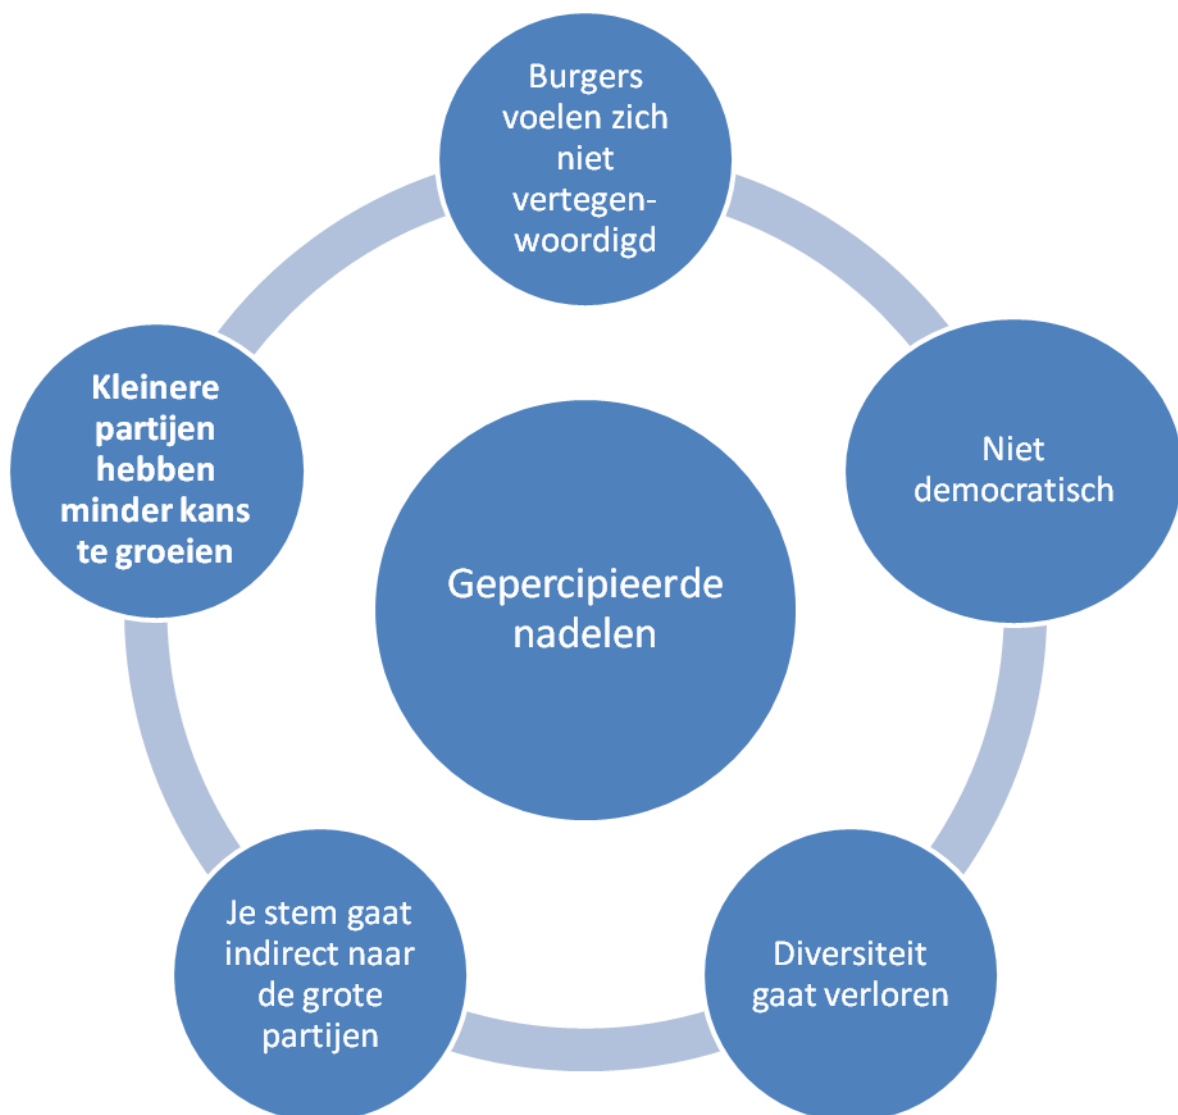 Burgers
voelen zich
niet
vertegen-
woordigd
Niet
democratisch
Diversiteit
gaat verloren
Je stem gaat
indirect naar
de grote
partijen
Kleinere
partijen
hebben
minder kans
te groeien
Gepercipieerde
nadelen